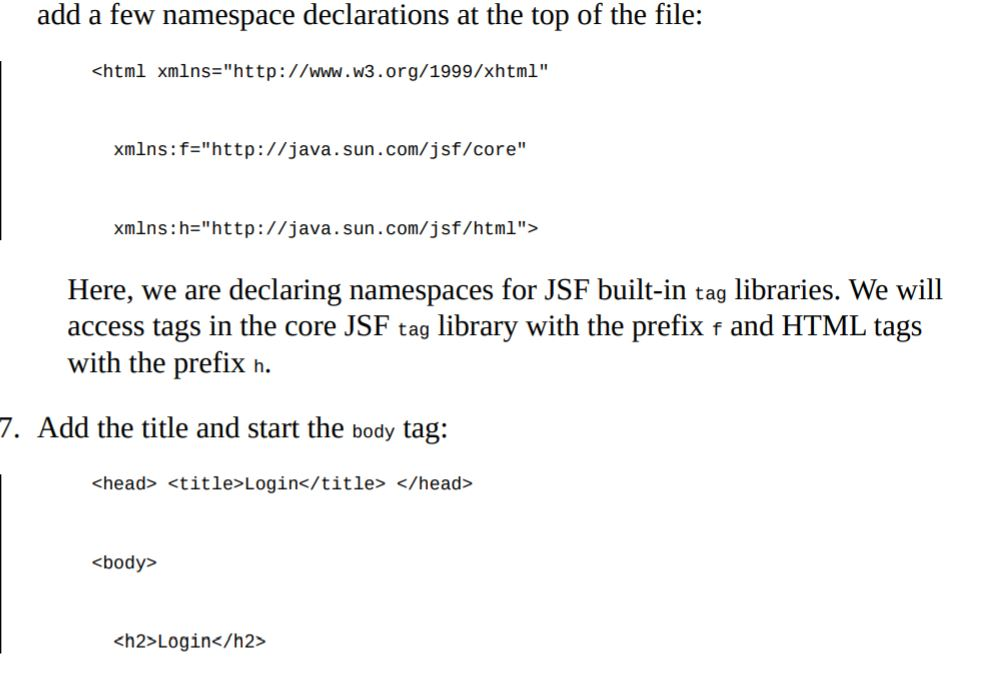 add a few namespace declarations at the top of the file:
<html xmlns="http://www.w3.org/1999/xhtml"
xmlns:f="http://java.sun.com/jsf/core"
xmlns:h="http://java.sun.com/jsf/html">
Here, we are declaring namespaces for JSF built-in tag libraries. We will
access tags in the core JSF tag library with the prefix f and HTML tags
with the prefix h.
7. Add the title and start the body tag:
<head> <title>Login</title> </head>
<body>
<h2>Login</h2>